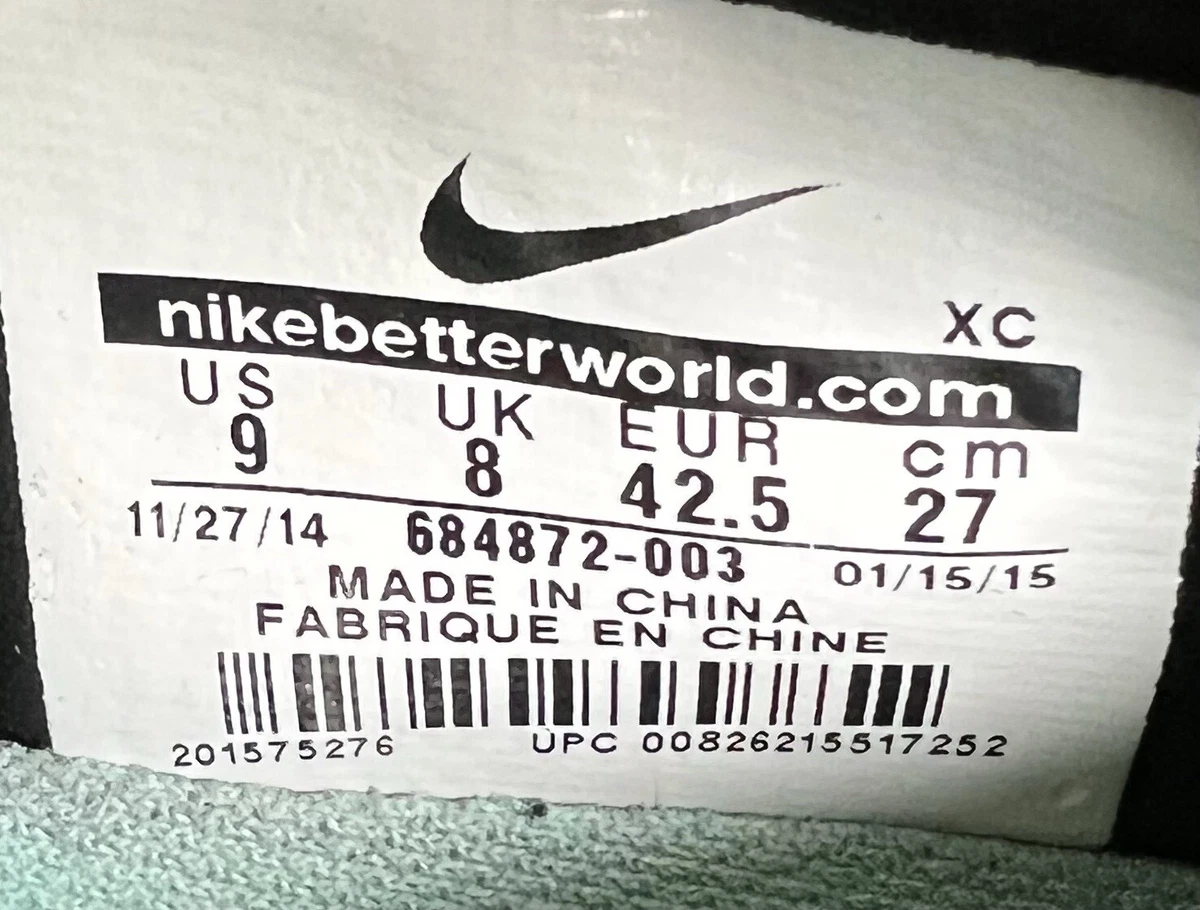 XC
nikebetterworld.com
US UK EUR cm
9 8 42.5 27
11/27/14 684872-003 01/15/15
MADE IN CHINA
FABRIQUE EN CHINE
201575276 UPC 00826215517252